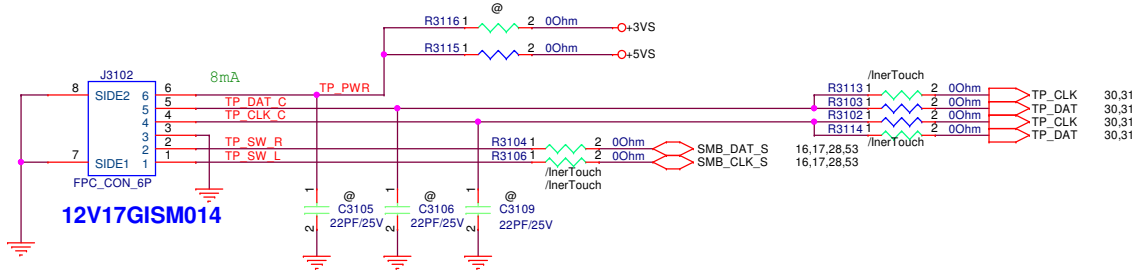 @
R3116 1 2 0Ohm +3VS
R3115 1 2 0Ohm +5VS
J3102
8mA
/InerTouch
8 SIDE2 6 6 TP_PWR
R3113 1 2 0Ohm TP_CLK 30,31
5 5 TP_DAT_C
R3103 1 2 0Ohm TP_DAT 30,31
4 4 TP_CLK_C
R3102 1 2 0Ohm TP_CLK 30,31
3 3
R3114 1 2 0Ohm TP_DAT 30,31
/InerTouch
2 2 TP_SW_R
R3104 1 2 0Ohm SMB_DAT_S 16,17,28,53
7 SIDE1 1 1 TP_SW_L
R3106 1 2 0Ohm SMB_CLK_S 16,17,28,53
/InerTouch
/InerTouch
FPC_CON_6P
12V17GISM014
1 @ 1 @ 1 @
C3105 C3106 C3109
2 22PF/25V 2 22PF/25V 2 22PF/25V